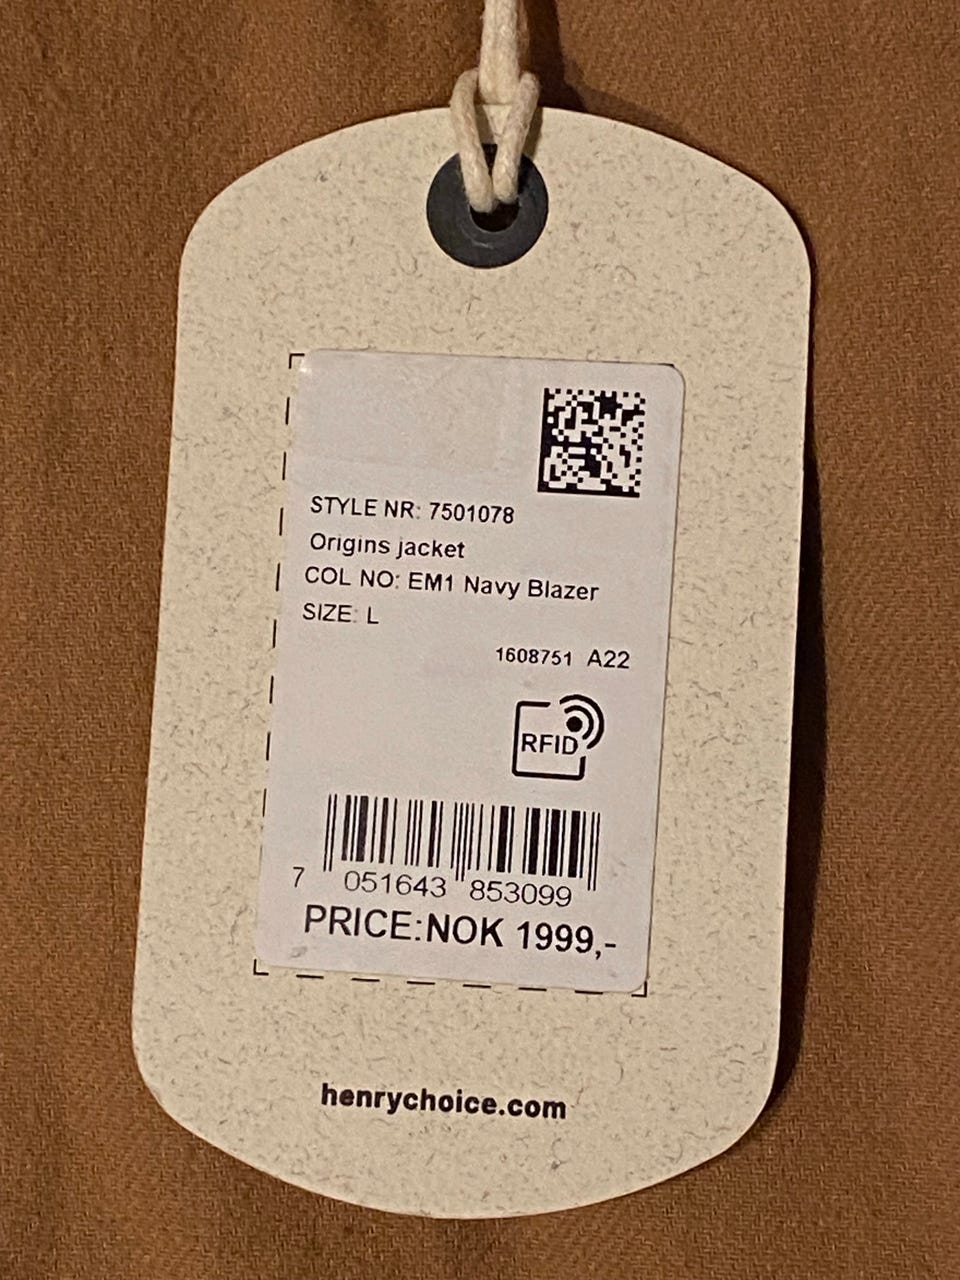 STYLE NR: 7501078
Origins jacket
COL NO: EM1 Navy Blazer
SIZE: L
1608751 A22
RFID
7 051643 853099
PRICE:NOK 1999,-
henrychoice.com